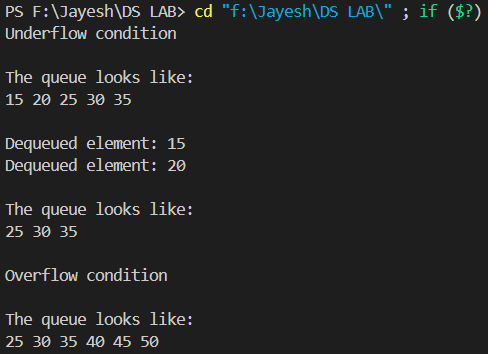 PS F:\Jayesh\DS LAB> cd "f:\Jayesh\DS LAB\" ; if ($?)
Underflow condition
The queue looks like:
15 20 25 30 35
Dequeued element: 15
Dequeued element: 20
The queue looks like:
25 30 35
Overflow condition
The queue looks like:
25 30 35 40 45 50